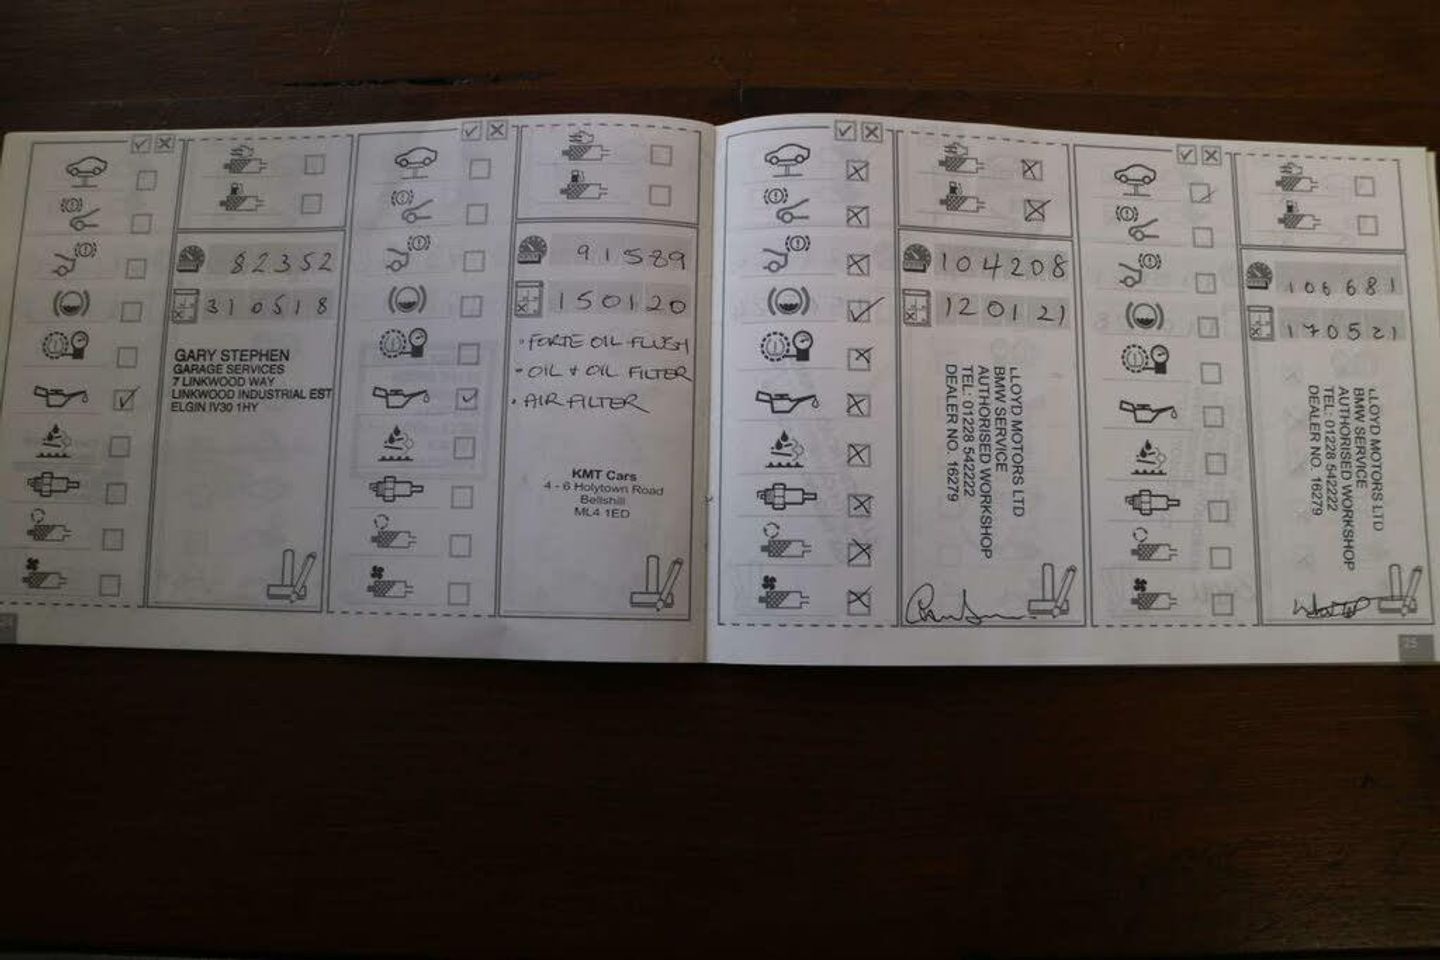 82352
310518
GARY STEPHEN
GARAGE SERVICES
7 LINKWOOD WAY
LINKWOOD INDUSTRIAL EST
ELGIN IV30 1HY
91589
150120
• FORTE OIL FLUSH
• OIL + OIL FILTER
• AIR FILTER
KMT Cars
4 - 6 Holytown Road
Bellshill
ML4 1ED
104208
120121
LLOYD MOTORS LTD
BMW SERVICE
AUTHORISED WORKSHOP
TEL: 01228 542222
DEALER NO. 16279
106681
170521
LLOYD MOTORS LTD
BMW SERVICE
AUTHORISED WORKSHOP
TEL: 01228 542222
DEALER NO. 16279
25